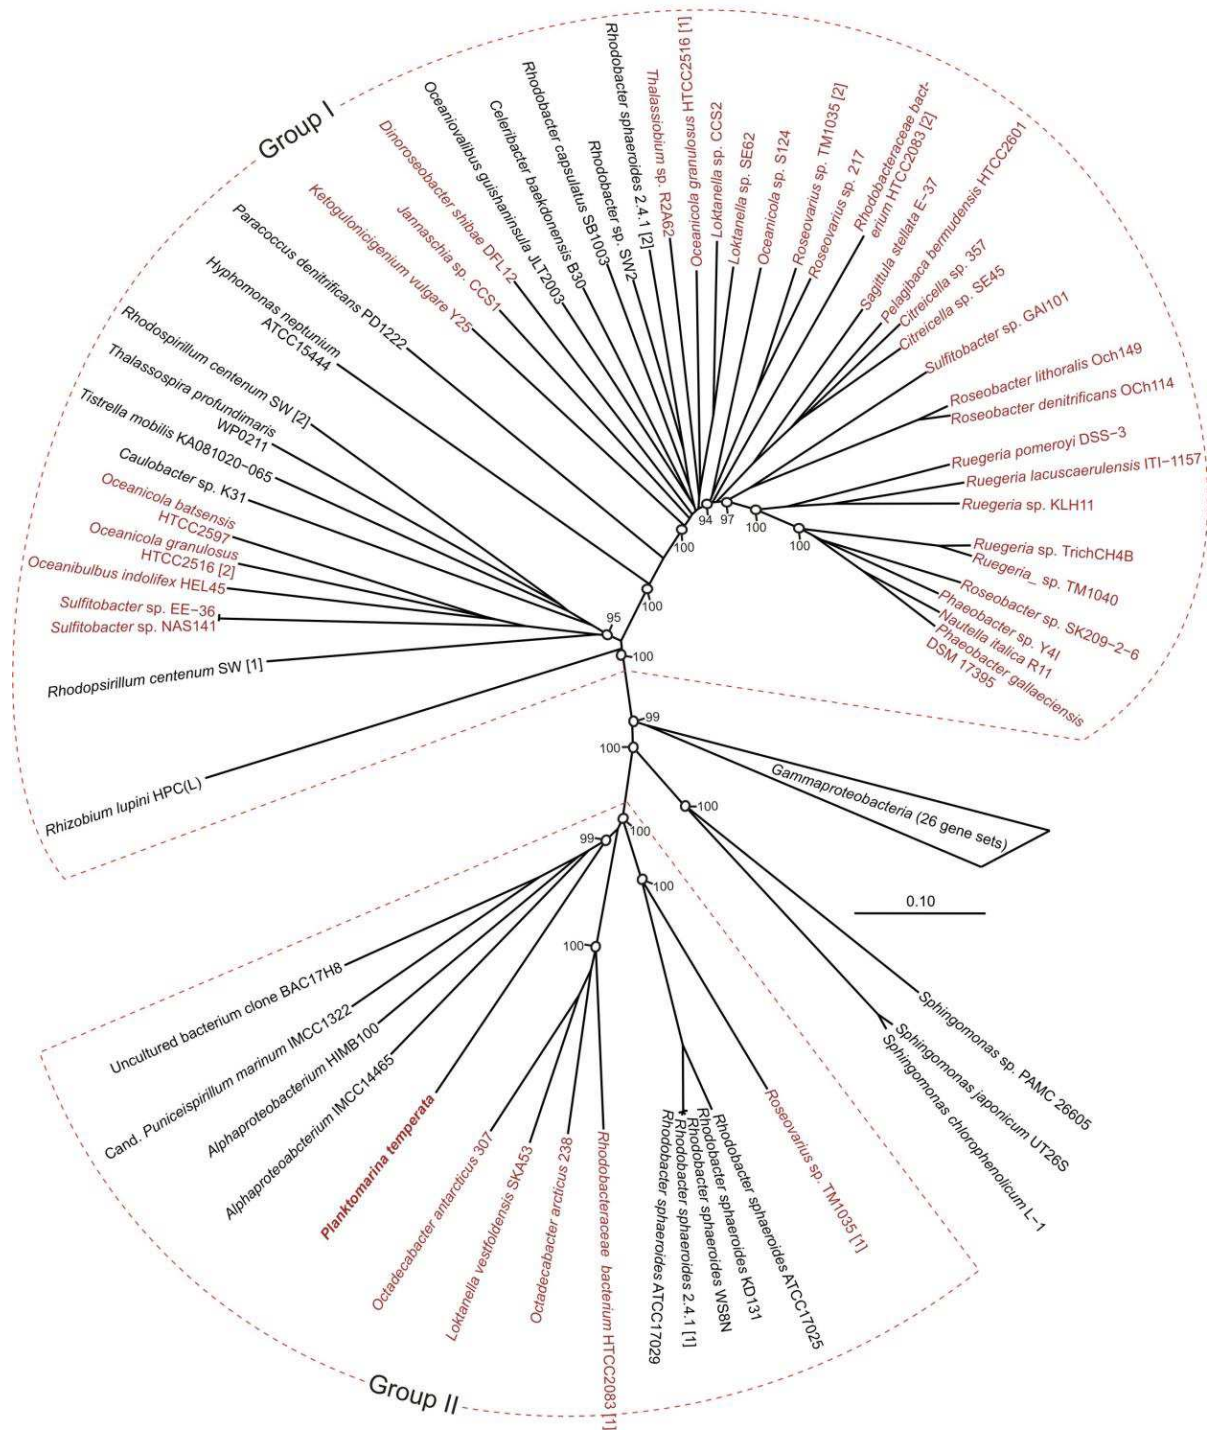 Group I
Rhizobium lupini HPC(L)
Rhodopsirillum centenum SW [1]
Sulfitobacter sp. NAS141
Sulfitobacter sp. EE-36
Oceanibulbus indolifex HEL45
Oceanicola granulosus
HTCC2516 [2]
Oceanicola batsensis
HTCC2597
Caulobacter sp. K31
Tistrella mobilis KA081020-065
Thalassospira profundimaris
WP0211
Rhodospirillum centenum SW [2]
Hyphomonas neptunium
ATCC15444
Paracoccus denitrificans PD1222
Ketogulonicigenium vulgare Y25
Jannaschia sp. CCS1
Dinoroseobacter shibae DFL12
Oceaniovalibus guishaninsula JLT2003
Celeribacter baekdonensis B30
Rhodobacter capsulatus SB1003
Rhodobacter sp. SW2
Rhodobacter sphaeroides 2.4.1 [2]
Thalassiobium sp. R2A62
Oceanicola granulosus HTCC2516 [1]
Loktanella sp. CCS2
Loktanella sp. SE62
Oceanicola sp. S124
Roseovarius sp. TM1035 [2]
Roseovarius sp. 217
Rhodobacteraceae bact-
erium HTCC2083 [2]
Sagittula stellata E-37
Pelagibaca bermudensis HTCC2601
Citreicella sp. 357
Citreicella sp. SE45
Sulfitobacter sp. GAI101
Roseobacter lithoralis Och149
Roseobacter denitrificans OCh114
Ruegeria pomeroyi DSS-3
Ruegeria lacuscaerulensis ITI-1157
Ruegeria sp. KLH11
Ruegeria sp. TrichCH4B
Ruegeria_ sp. TM1040
Roseobacter sp. SK209-2-6
Phaeobacter sp. Y4I
Nautella italica R11
Phaeobacter gallaeciensis
DSM 17395
94
97
100
100
100
100
95
100
99
100
Gammaproteobacteria (26 gene sets)
100
100
99
100
100
0.10
Sphingomonas sp. PAMC 26605
Sphingomonas japonicum UT26S
Sphingomonas chlorophenolicum L-1
Uncultured bacterium clone BAC17H8
Cand. Puniceispirillum marinum IMCC1322
Alphaproteobacterium HIMB100
Alphaproteoabcterium IMCC14465
Planktomarina temperata
Octadecabacter antarcticus 307
Loktanella vestfoldensis SKA53
Octadecabacter arcticus 238
Rhodobacteraceae bacterium HTCC2083 [1]
Rhodobacter sphaeroides ATCC17029
Rhodobacter sphaeroides 2.4.1 [1]
Rhodobacter sphaeroides WS8N
Rhodobacter sphaeroides KD131
Rhodobacter sphaeroides ATCC17025
Roseovarius sp. TM1035 [1]
Group II